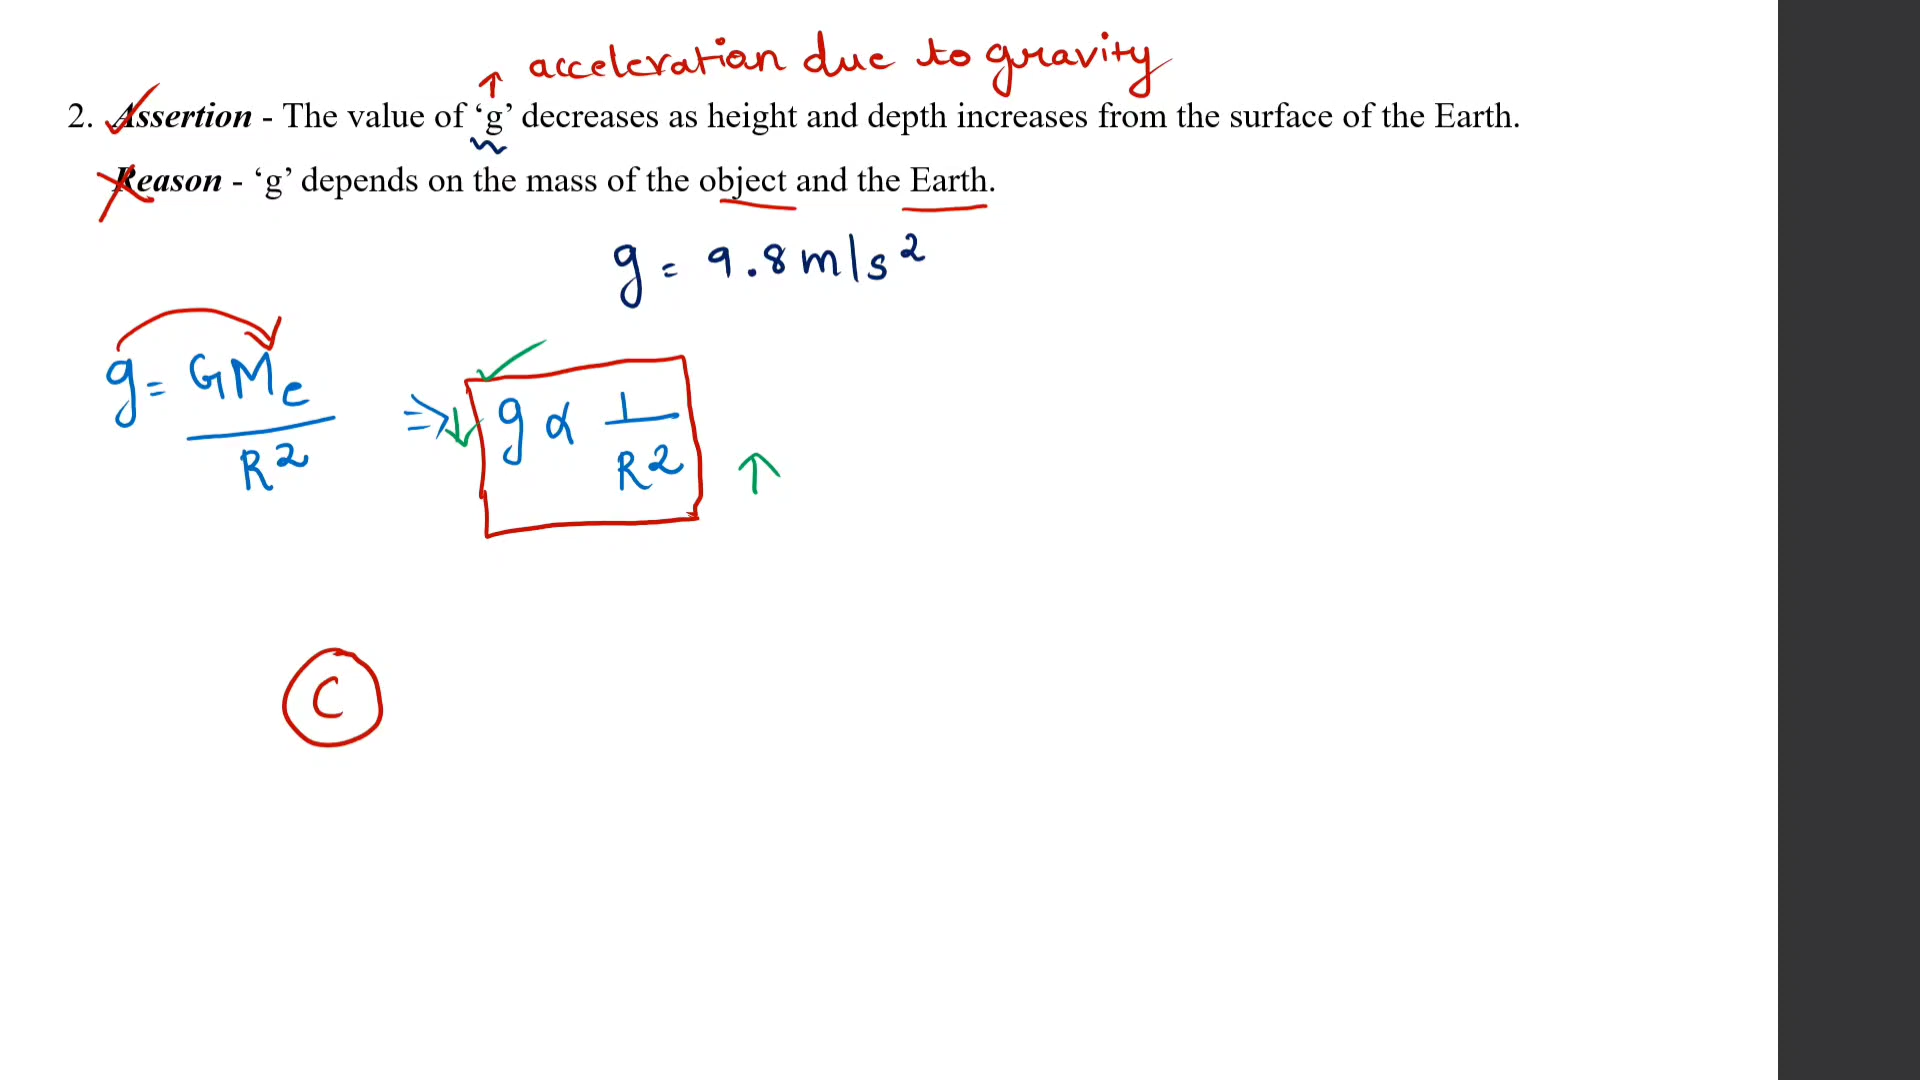 acceleration due to gravity
2. Assertion - The value of ‘g’ decreases as height and depth increases from the surface of the Earth.
Reason - ‘g’ depends on the mass of the object and the Earth.
g = 9.8 m/s²
g = GMe / R²
⇒ ↓ g ∝ 1 / R² ↑
C